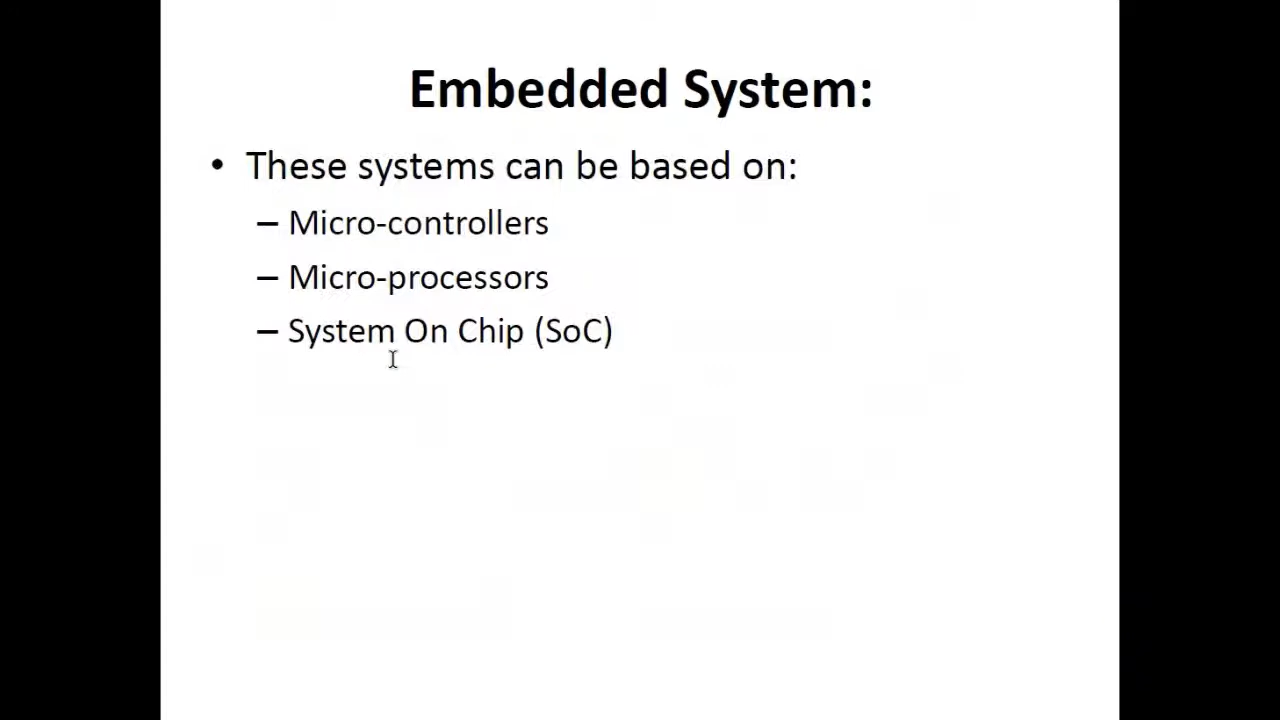 Embedded System:
• These systems can be based on:
– Micro-controllers
– Micro-processors
– System On Chip (SoC)